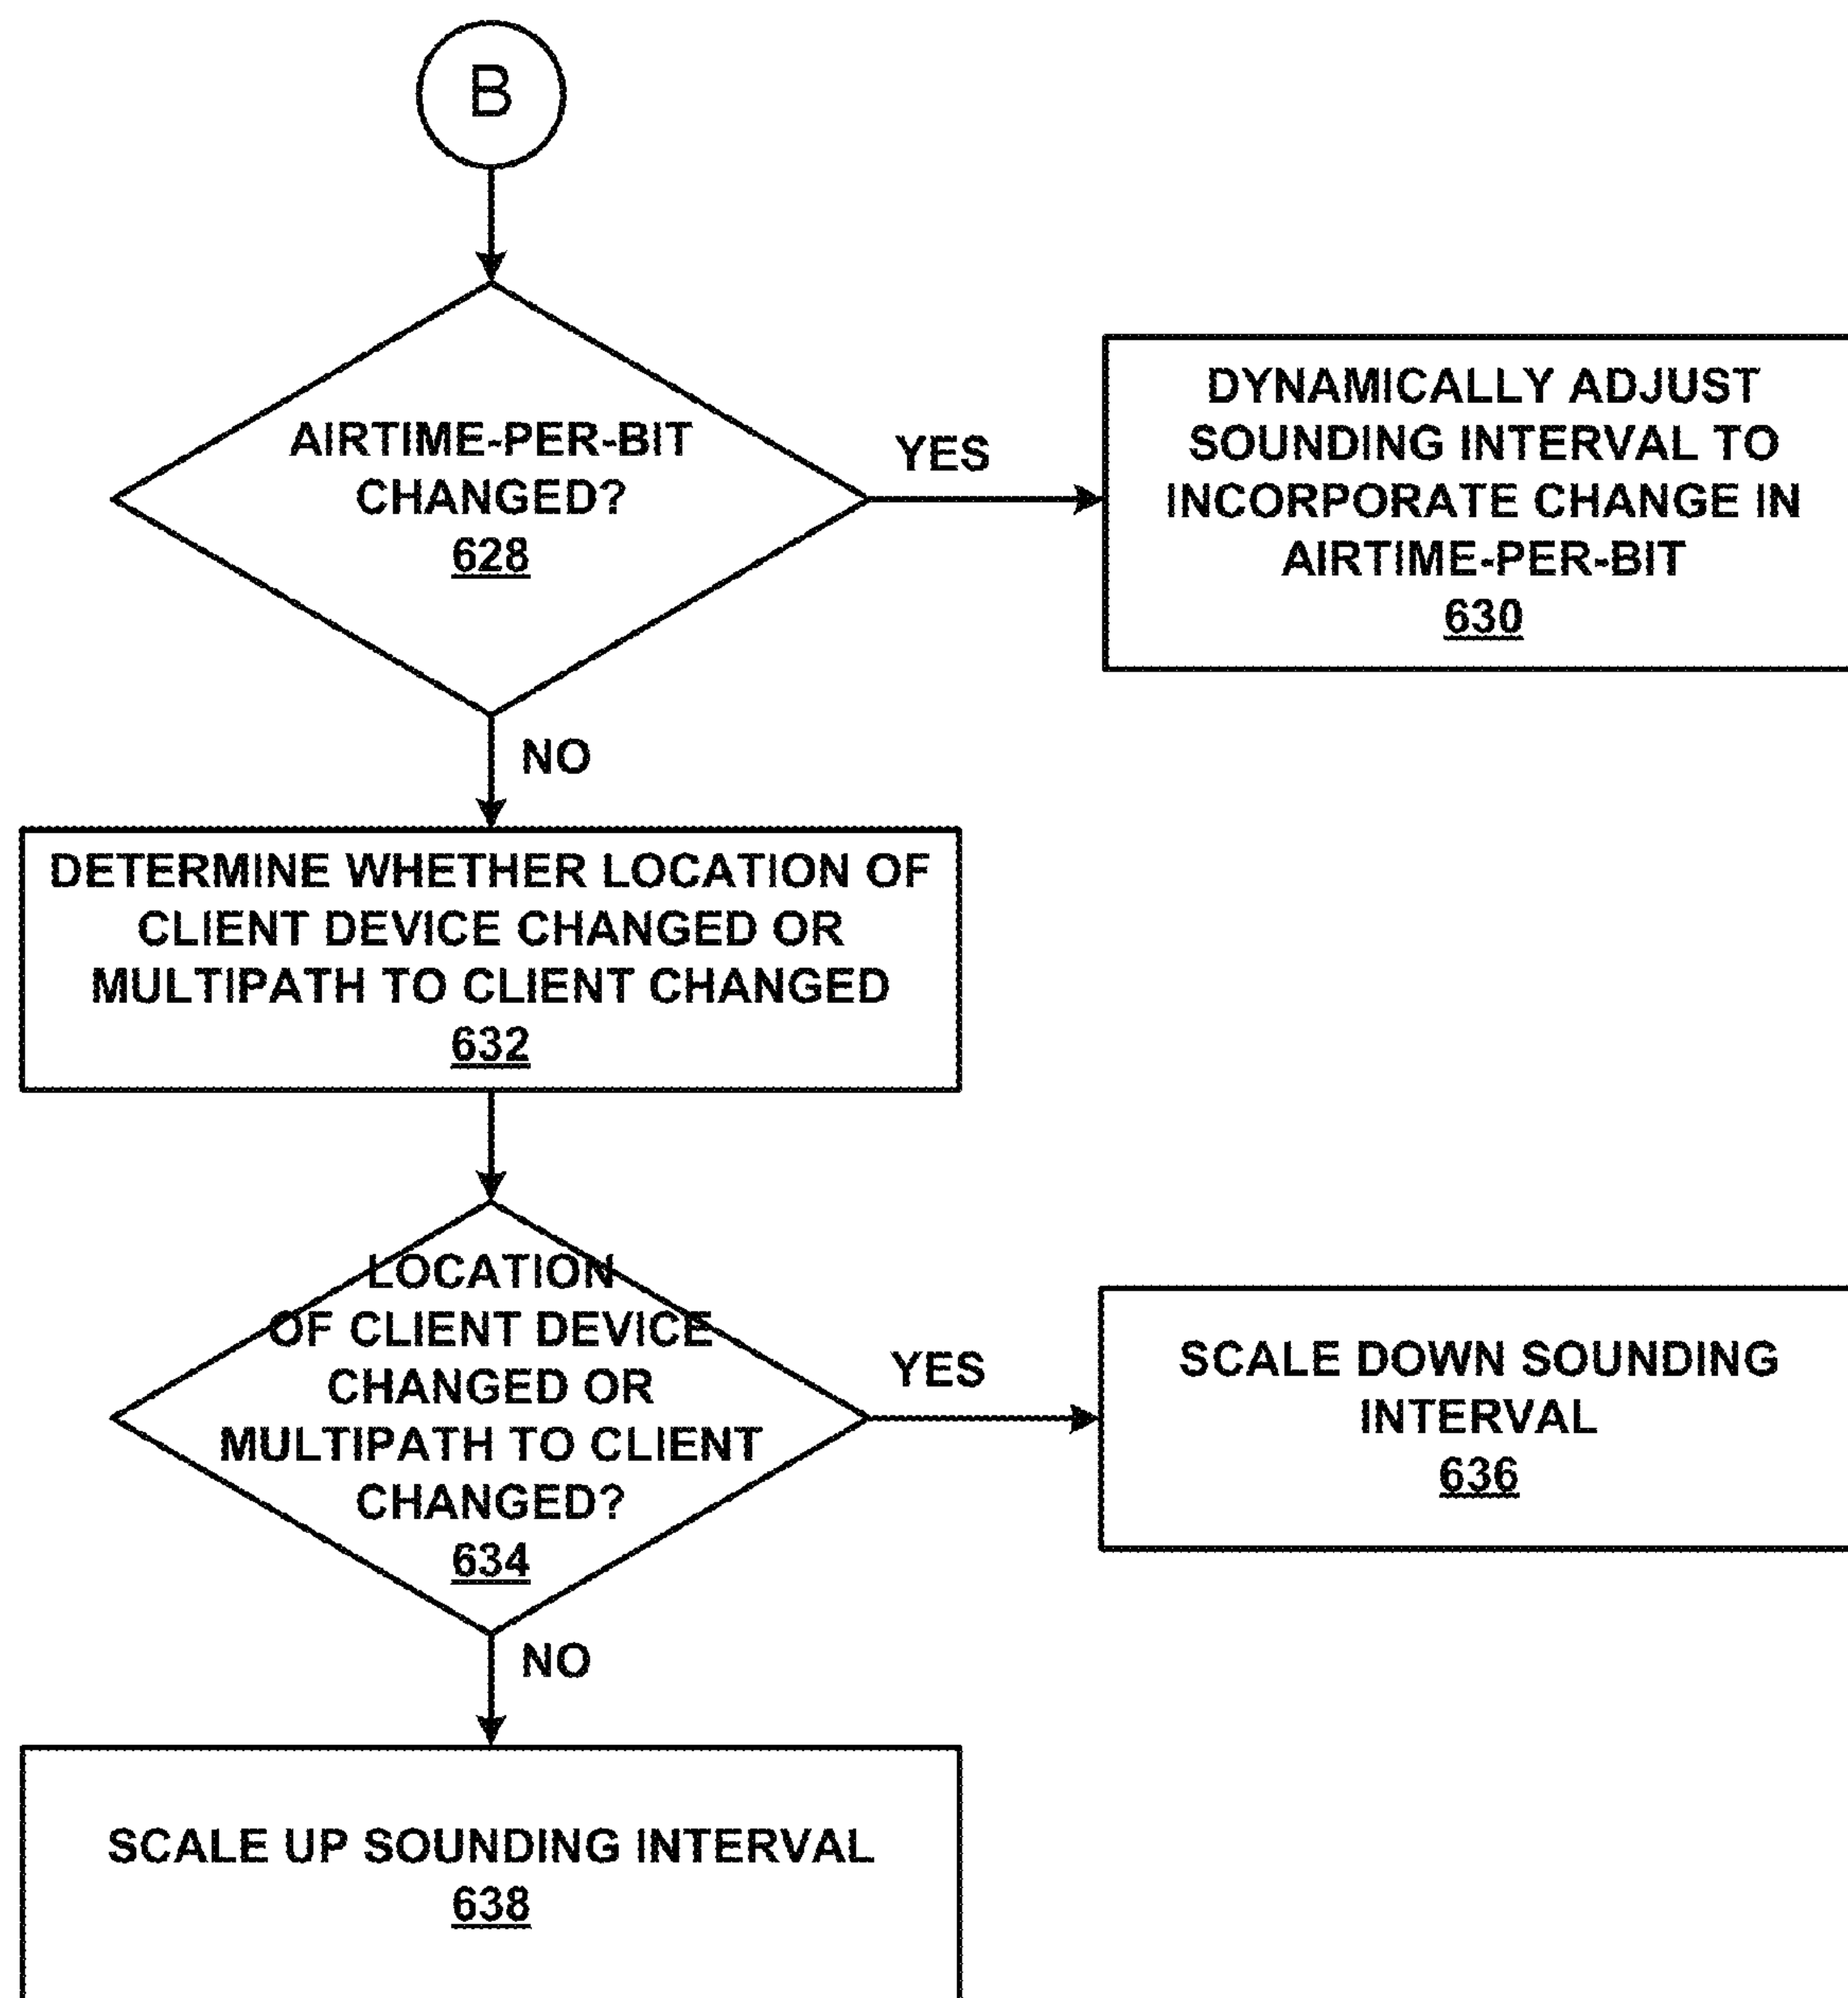 B
AIRTIME-PER-BIT
CHANGED?
628
YES
DYNAMICALLY ADJUST
SOUNDING INTERVAL TO
INCORPORATE CHANGE IN
AIRTIME-PER-BIT
630
NO
DETERMINE WHETHER LOCATION OF
CLIENT DEVICE CHANGED OR
MULTIPATH TO CLIENT CHANGED
632
LOCATION
OF CLIENT DEVICE
CHANGED OR
MULTIPATH TO CLIENT
CHANGED?
634
YES
SCALE DOWN SOUNDING
INTERVAL
636
NO
SCALE UP SOUNDING INTERVAL
638